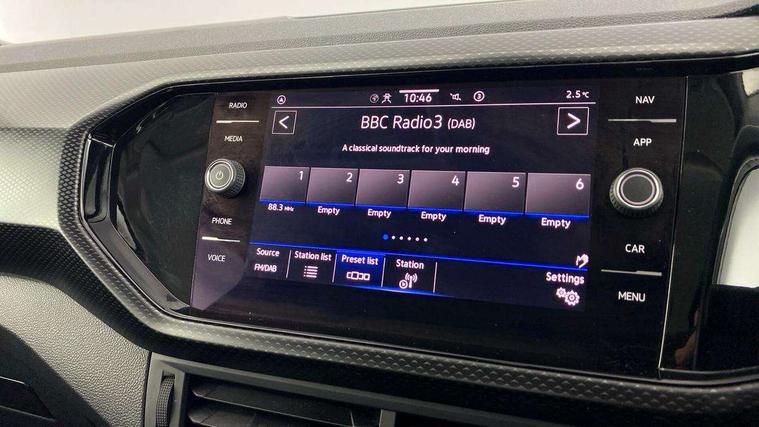 RADIO
MEDIA
PHONE
VOICE
10:46
3
2.5 °C
BBC Radio3 (DAB)
A classical soundtrack for your morning
1 2 3 4 5 6
88.3 MHz Empty Empty Empty Empty Empty
Source
FM/DAB
Station list
Preset list
Station
Settings
NAV
APP
CAR
MENU